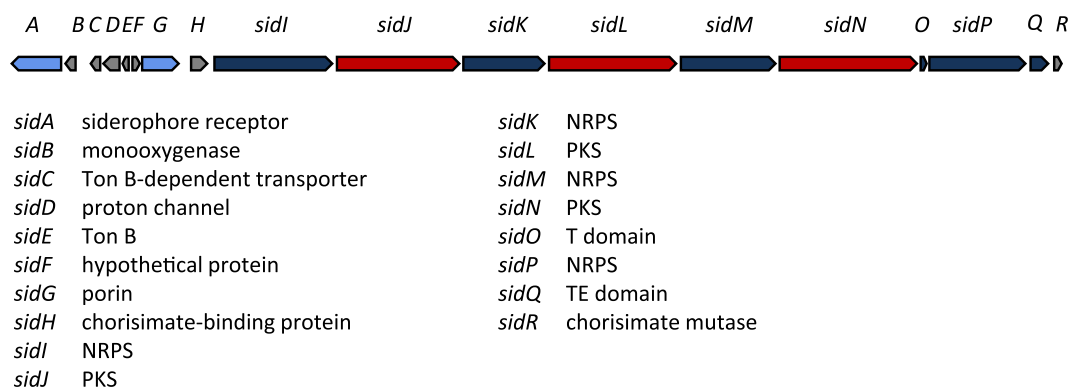 A B C D E F G H sidI sidJ sidK sidL sidM sidN O sidP Q R
sidA siderophore receptor
sidB monooxygenase
sidC Ton B-dependent transporter
sidD proton channel
sidE Ton B
sidF hypothetical protein
sidG porin
sidH chorisimate-binding protein
sidI NRPS
sidJ PKS
sidK NRPS
sidL PKS
sidM NRPS
sidN PKS
sidO T domain
sidP NRPS
sidQ TE domain
sidR chorisimate mutase